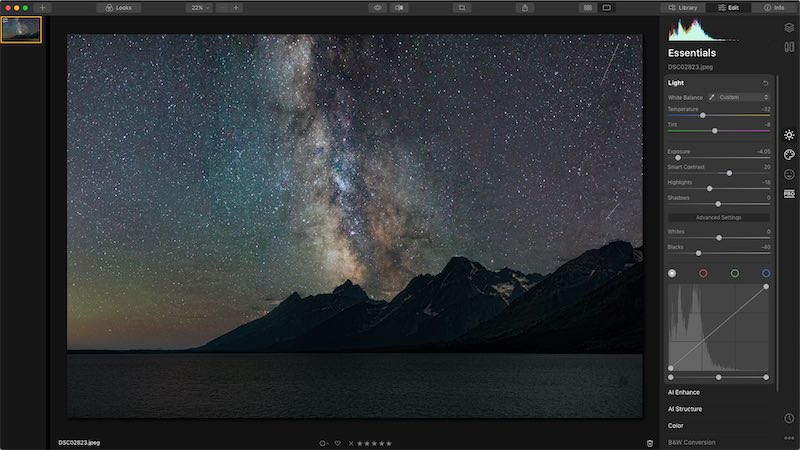 Looks
22%
Library
Edit
Info
Essentials
DSC02823.jpeg
Light
White Balance
Custom
Temperature -32
Tint -8
Exposure -4.05
Smart Contrast 20
Highlights -18
Shadows 0
Advanced Settings
Whites 0
Blacks -40
AI Enhance
AI Structure
Color
B&W Conversion
PRO
DSC02823.jpeg